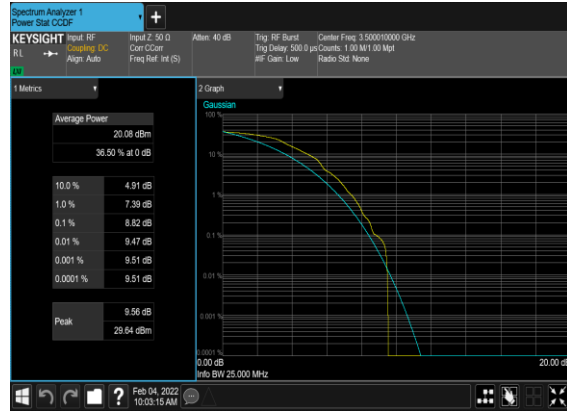 Spectrum Analyzer 1
Power Stat CCDF
+
KEYSIGHT
RL
LV
Input: RF
Coupling: DC
Align: Auto
Input Z: 50 Ω
Corr CCorr
Freq Ref: Int (S)
Atten: 40 dB
Trig: RF Burst
Trig Delay: 500.0 µs
#IF Gain: Low
Center Freq: 3.500010000 GHz
Counts: 1.00 M/1.00 Mpt
Radio Std: None
1 Metrics
Average Power
20.08 dBm
36.50 % at 0 dB
10.0 % 4.91 dB
1.0 % 7.39 dB
0.1 % 8.82 dB
0.01 % 9.47 dB
0.001 % 9.51 dB
0.0001 % 9.51 dB
Peak
9.56 dB
29.64 dBm
2 Graph
Gaussian
100 %
10 %
1 %
0.1 %
0.01 %
0.001 %
0.0001 %
0.00 dB 20.00 dB
Info BW 25.000 MHz
?
Feb 04, 2022
10:03:15 AM